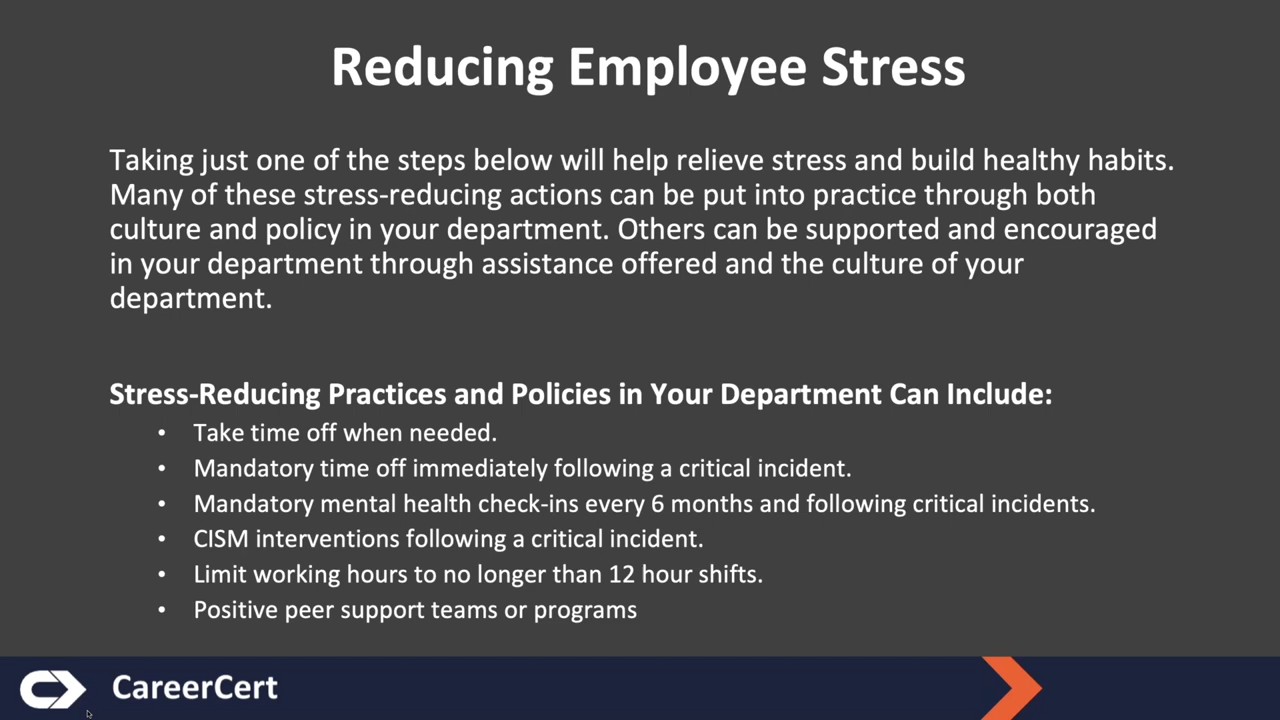 Reducing Employee Stress
Taking just one of the steps below will help relieve stress and build healthy habits.
Many of these stress-reducing actions can be put into practice through both
culture and policy in your department. Others can be supported and encouraged
in your department through assistance offered and the culture of your
department.
Stress-Reducing Practices and Policies in Your Department Can Include:
• Take time off when needed.
• Mandatory time off immediately following a critical incident.
• Mandatory mental health check-ins every 6 months and following critical incidents.
• CISM interventions following a critical incident.
• Limit working hours to no longer than 12 hour shifts.
• Positive peer support teams or programs
CareerCert